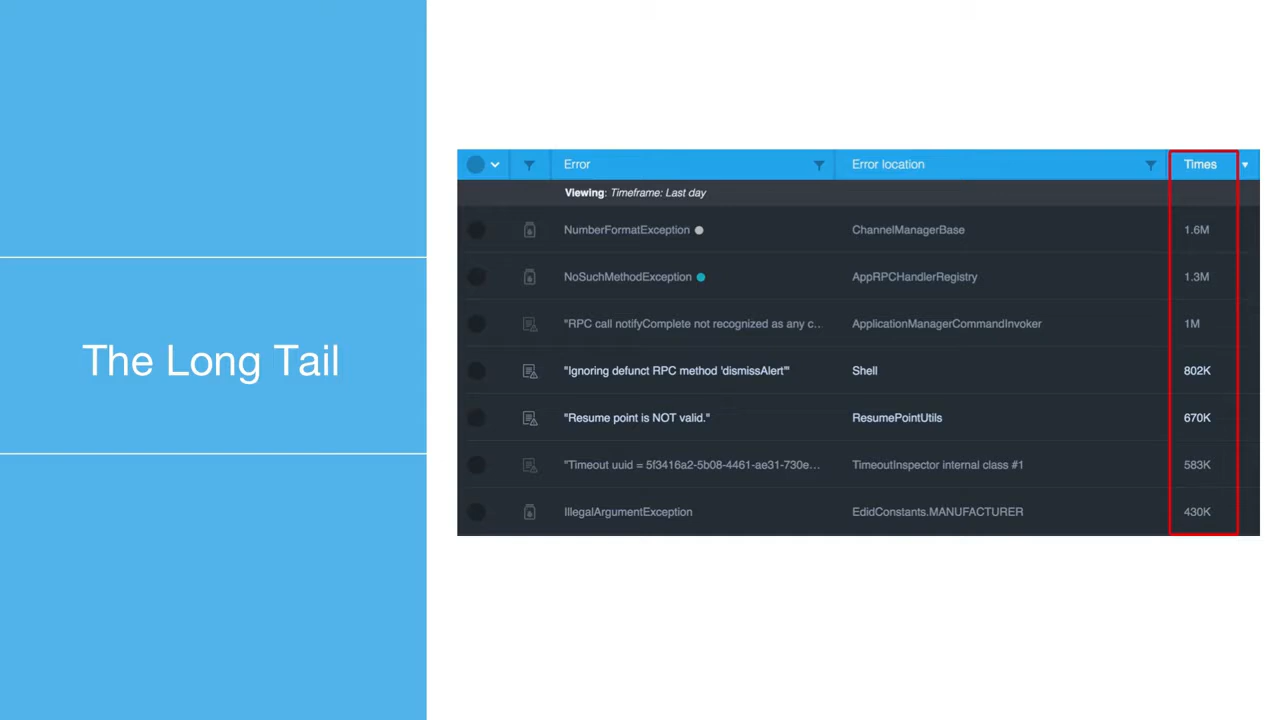 The Long Tail
Error Error location Times
Viewing: Timeframe: Last day
NumberFormatException ChannelManagerBase 1.6M
NoSuchMethodException AppRPCHandlerRegistry 1.3M
"RPC call notifyComplete not recognized as any c... ApplicationManagerCommandInvoker 1M
"Ignoring defunct RPC method 'dismissAlert'" Shell 802K
"Resume point is NOT valid." ResumePointUtils 670K
"Timeout uuid = 5f3416a2-5b08-4461-ae31-730e... TimeoutInspector internal class #1 583K
IllegalArgumentException EdidConstants.MANUFACTURER 430K